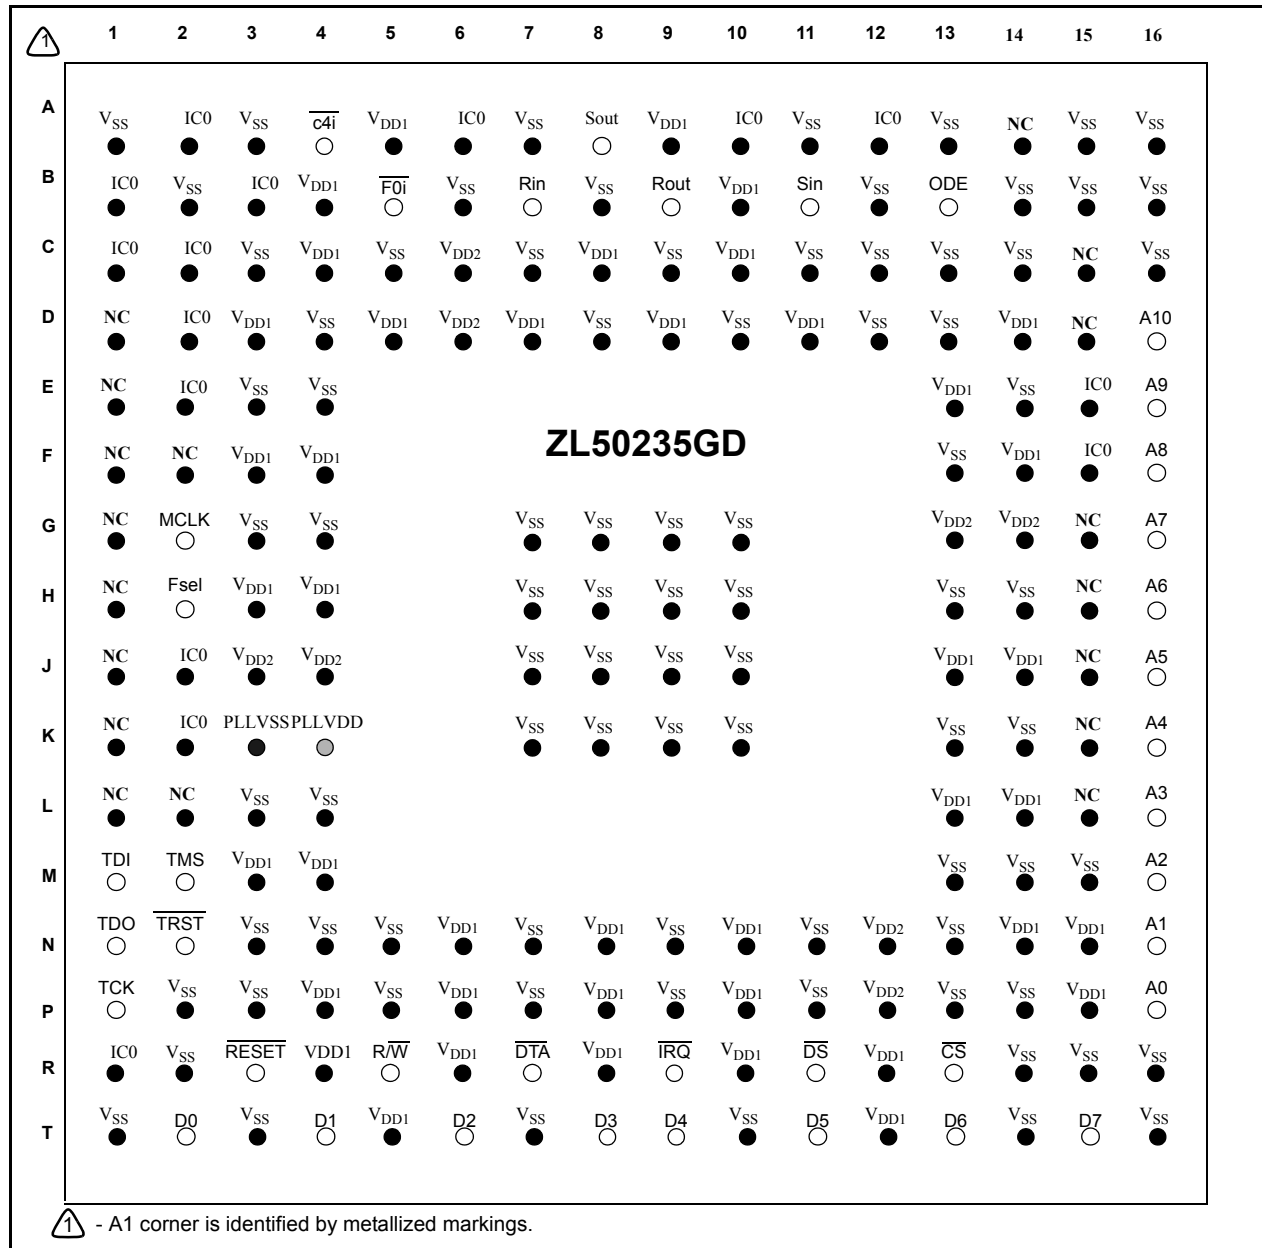 1 1 2 3 4 5 6 7 8 9 10 11 12 13 14 15 16
A VSS IC0 VSS c4i VDD1 IC0 VSS Sout VDD1 IC0 VSS IC0 VSS NC VSS VSS
B IC0 VSS IC0 VDD1 F0i VSS Rin VSS Rout VDD1 Sin VSS ODE VSS VSS VSS
C IC0 IC0 VSS VDD1 VSS VDD2 VSS VDD1 VSS VDD1 VSS VSS VSS VSS NC VSS
D NC IC0 VDD1 VSS VDD1 VDD2 VDD1 VSS VDD1 VSS VDD1 VSS VSS VDD1 NC A10
E NC IC0 VSS VSS VDD1 VSS IC0 A9
ZL50235GD
F NC NC VDD1 VDD1 VSS VDD1 IC0 A8
G NC MCLK VSS VSS VSS VSS VSS VSS VDD2 VDD2 NC A7
H NC Fsel VDD1 VDD1 VSS VSS VSS VSS VSS VSS NC A6
J NC IC0 VDD2 VDD2 VSS VSS VSS VSS VDD1 VDD1 NC A5
K NC IC0 PLLVSS PLLVDD VSS VSS VSS VSS VSS VSS NC A4
L NC NC VSS VSS VDD1 VDD1 NC A3
M TDI TMS VDD1 VDD1 VSS VSS VSS A2
N TDO TRST VSS VSS VSS VDD1 VSS VDD1 VSS VDD1 VSS VDD2 VSS VDD1 VDD1 A1
P TCK VSS VSS VDD1 VSS VDD1 VSS VDD1 VSS VDD1 VSS VDD2 VSS VSS VDD1 A0
R IC0 VSS RESET VDD1 R/W VDD1 DTA VDD1 IRQ VDD1 DS VDD1 CS VSS VSS VSS
T VSS D0 VSS D1 VDD1 D2 VSS D3 D4 VSS D5 VDD1 D6 VSS D7 VSS
1 - A1 corner is identified by metallized markings.